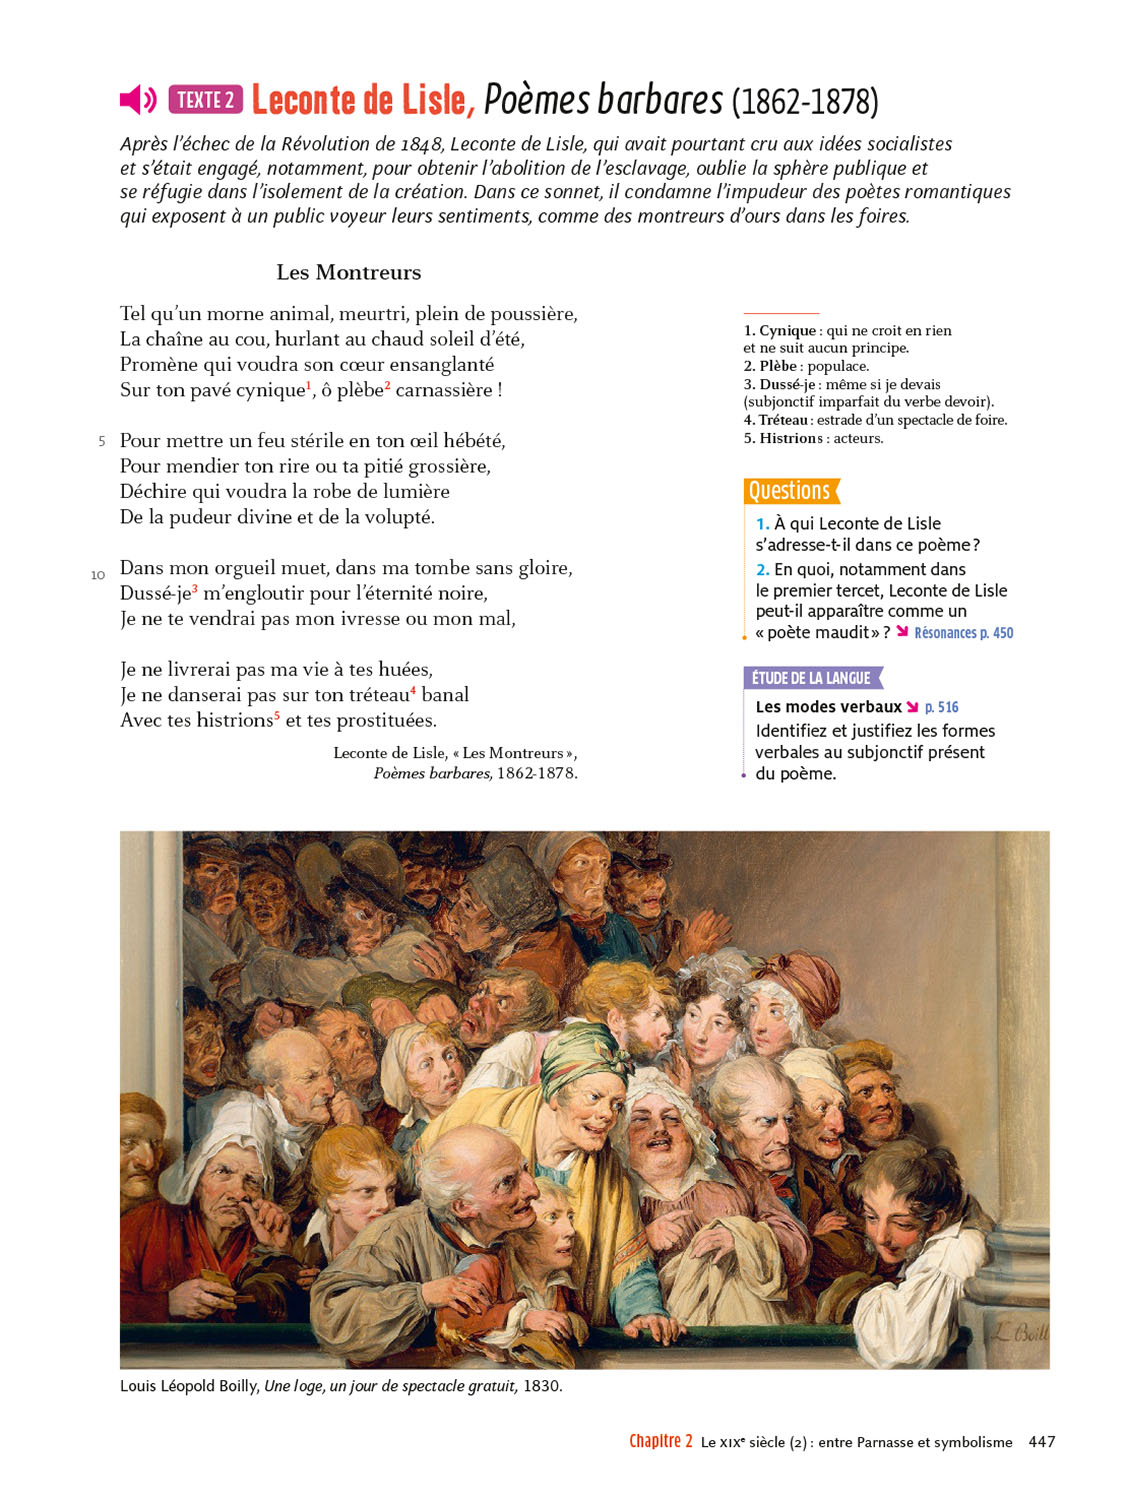 TEXTE 2 Leconte de Lisle, Poèmes barbares (1862-1878)
Après l'échec de la Révolution de 1848, Leconte de Lisle, qui avait pourtant cru aux idées socialistes
et s'était engagé, notamment, pour obtenir l'abolition de l'esclavage, oublie la sphère publique et
se réfugie dans l'isolement de la création. Dans ce sonnet, il condamne l'impudeur des poètes romantiques
qui exposent à un public voyeur leurs sentiments, comme des montreurs d'ours dans les foires.
Les Montreurs
Tel qu'un morne animal, meurtri, plein de poussière,
La chaîne au cou, hurlant au chaud soleil d'été,
Promène qui voudra son cœur ensanglanté
Sur ton pavé cynique1, ô plèbe2 carnassière !
5 Pour mettre un feu stérile en ton œil hébété,
Pour mendier ton rire ou ta pitié grossière,
Déchire qui voudra la robe de lumière
De la pudeur divine et de la volupté.
Dans mon orgueil muet, dans ma tombe sans gloire,
10 Dussé-je3 m'engloutir pour l'éternité noire,
Je ne te vendrai pas mon ivresse ou mon mal,
Je ne livrerai pas ma vie à tes huées,
Je ne danserai pas sur ton tréteau4 banal
Avec tes histrions5 et tes prostituées.
Leconte de Lisle, « Les Montreurs »,
Poèmes barbares, 1862-1878.
1. Cynique : qui ne croit en rien
et ne suit aucun principe.
2. Plèbe : populace.
3. Dussé-je : même si je devais
(subjonctif imparfait du verbe devoir).
4. Tréteau : estrade d'un spectacle de foire.
5. Histrions : acteurs.
Questions
1. À qui Leconte de Lisle
s'adresse-t-il dans ce poème ?
2. En quoi, notamment dans
le premier tercet, Leconte de Lisle
peut-il apparaître comme un
« poète maudit » ? ➘ Résonances p. 450
ÉTUDE DE LA LANGUE
Les modes verbaux ➘ p. 516
Identifiez et justifiez les formes
verbales au subjonctif présent
du poème.
L. Boill
Louis Léopold Boilly, Une loge, un jour de spectacle gratuit, 1830.
Chapitre 2 Le XIXe siècle (2) : entre Parnasse et symbolisme 447